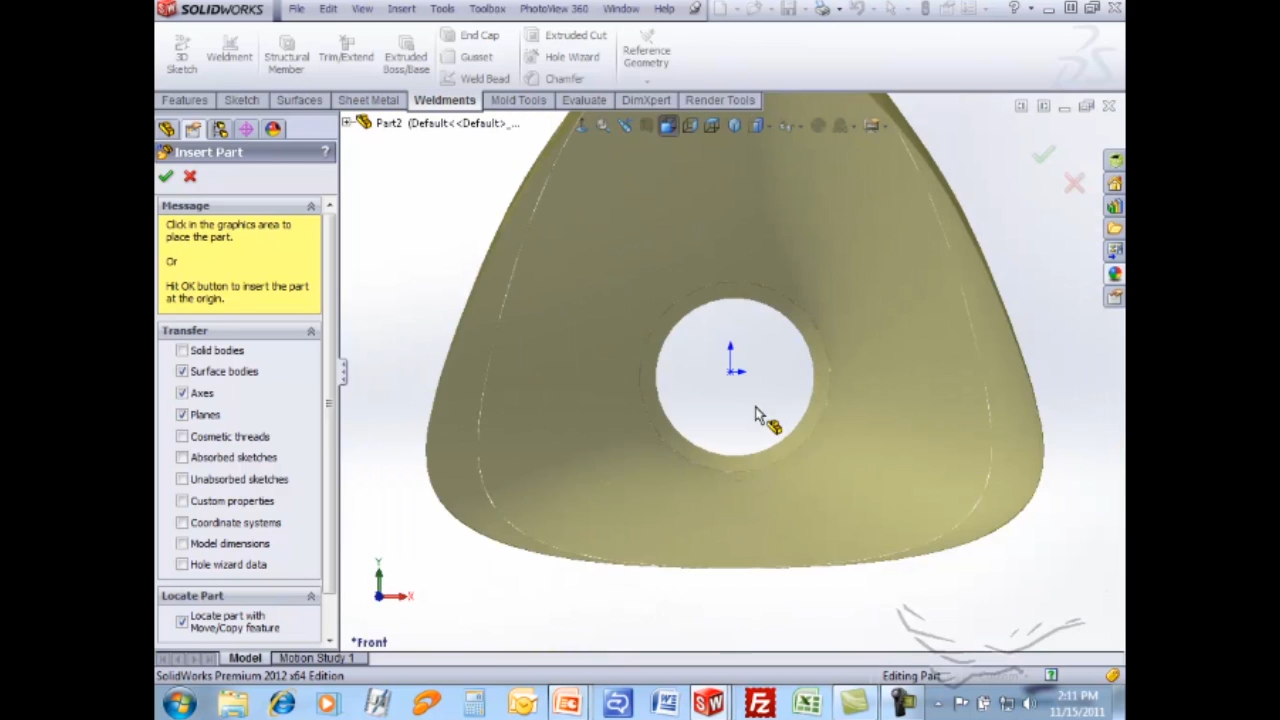 SOLIDWORKS File Edit View Insert Tools Toolbox PhotoView 360 Window Help
3D Sketch
Weldment
Structural Member
Trim/Extend
Extruded Boss/Base
End Cap
Gusset
Weld Bead
Extruded Cut
Hole Wizard
Chamfer
Reference Geometry
Features Sketch Surfaces Sheet Metal Weldments Mold Tools Evaluate DimXpert Render Tools
Part2 (Default<<Default>_...
Insert Part ?
Message
Click in the graphics area to
place the part.
Or
Hit OK button to insert the part
at the origin.
Transfer
Solid bodies
Surface bodies
Axes
Planes
Cosmetic threads
Absorbed sketches
Unabsorbed sketches
Custom properties
Coordinate systems
Model dimensions
Hole wizard data
Locate Part
Locate part with
Move/Copy feature
Y
X
*Front
Model Motion Study 1
SolidWorks Premium 2012 x64 Edition Editing Part
2:11 PM
11/15/2011